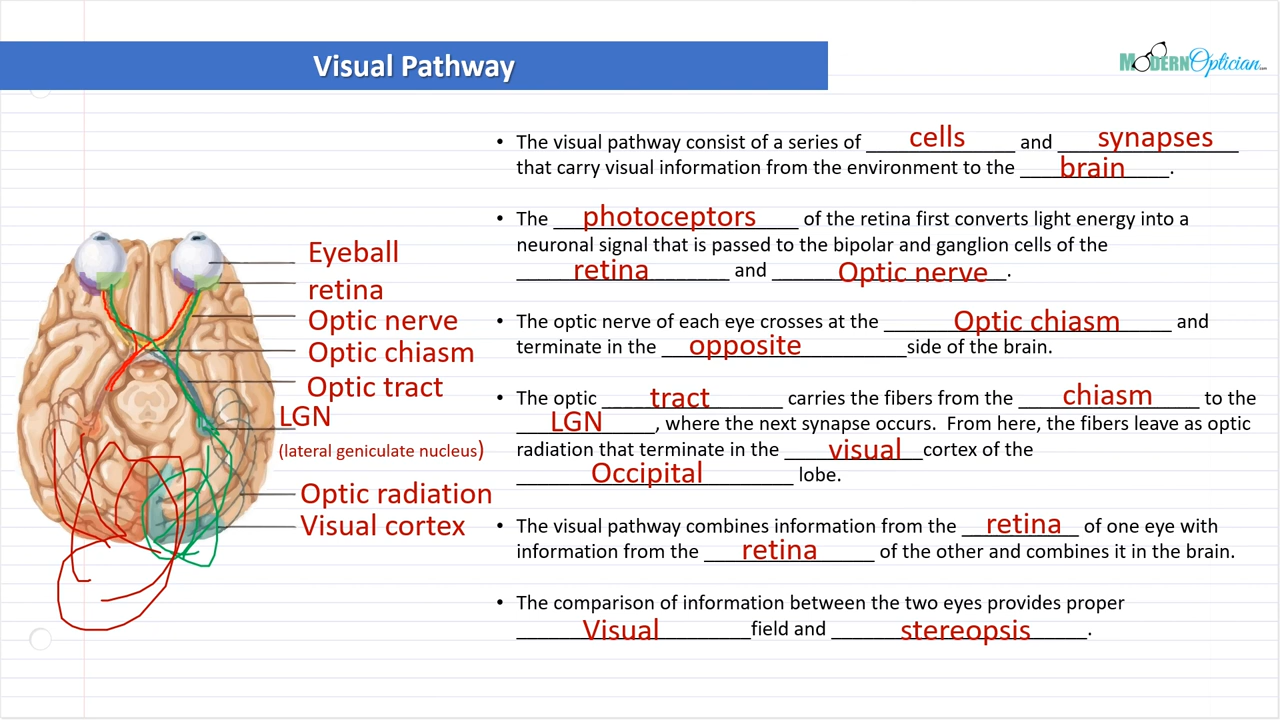 Visual Pathway
MODERNOptician.com
• The visual pathway consist of a series of cells and synapses
that carry visual information from the environment to the brain.
• The photoceptors of the retina first converts light energy into a
neuronal signal that is passed to the bipolar and ganglion cells of the
retina and Optic nerve.
• The optic nerve of each eye crosses at the Optic chiasm and
terminate in the opposite side of the brain.
• The optic tract carries the fibers from the chiasm to the
LGN, where the next synapse occurs. From here, the fibers leave as optic
radiation that terminate in the visual cortex of the
Occipital lobe.
• The visual pathway combines information from the retina of one eye with
information from the retina of the other and combines it in the brain.
• The comparison of information between the two eyes provides proper
Visual field and stereopsis.
Eyeball
retina
Optic nerve
Optic chiasm
Optic tract
LGN
(lateral geniculate nucleus)
Optic radiation
Visual cortex